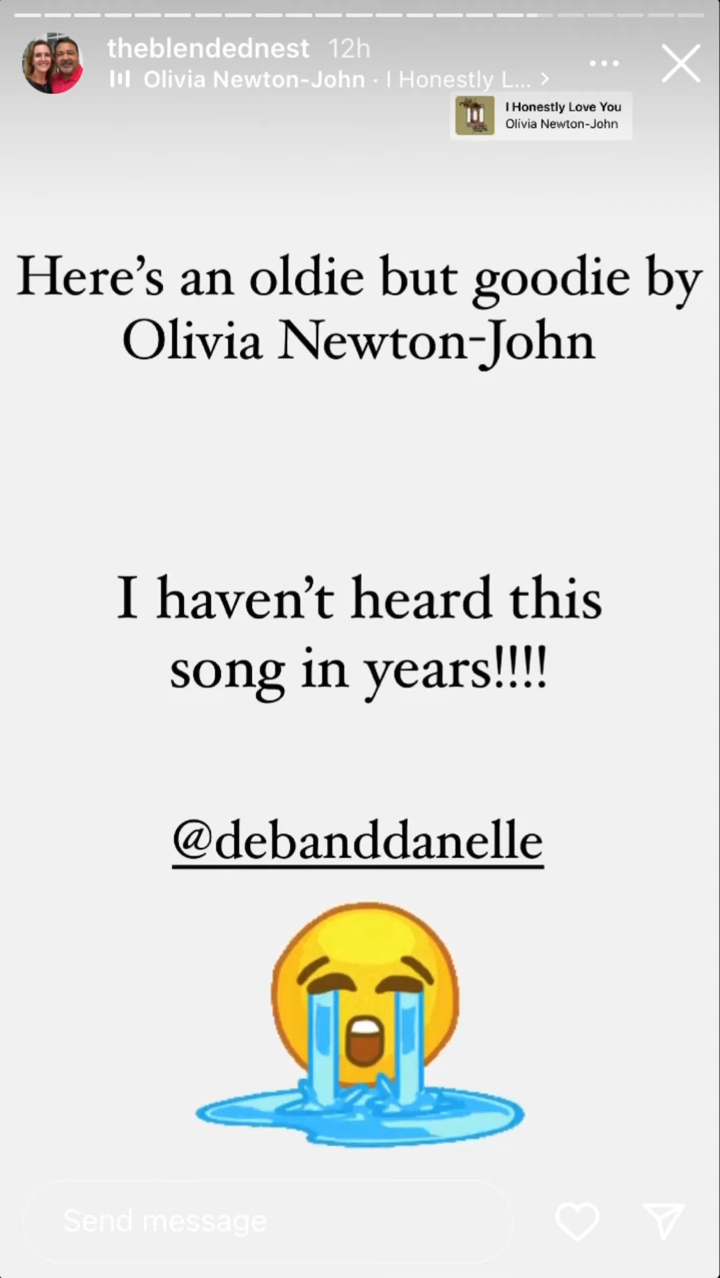 theblendednest 12h
Olivia Newton-John · I Honestly L... >
I Honestly Love You
Olivia Newton-John
Here’s an oldie but goodie by
Olivia Newton-John
I haven’t heard this
song in years!!!!
@debanddanelle
Send message